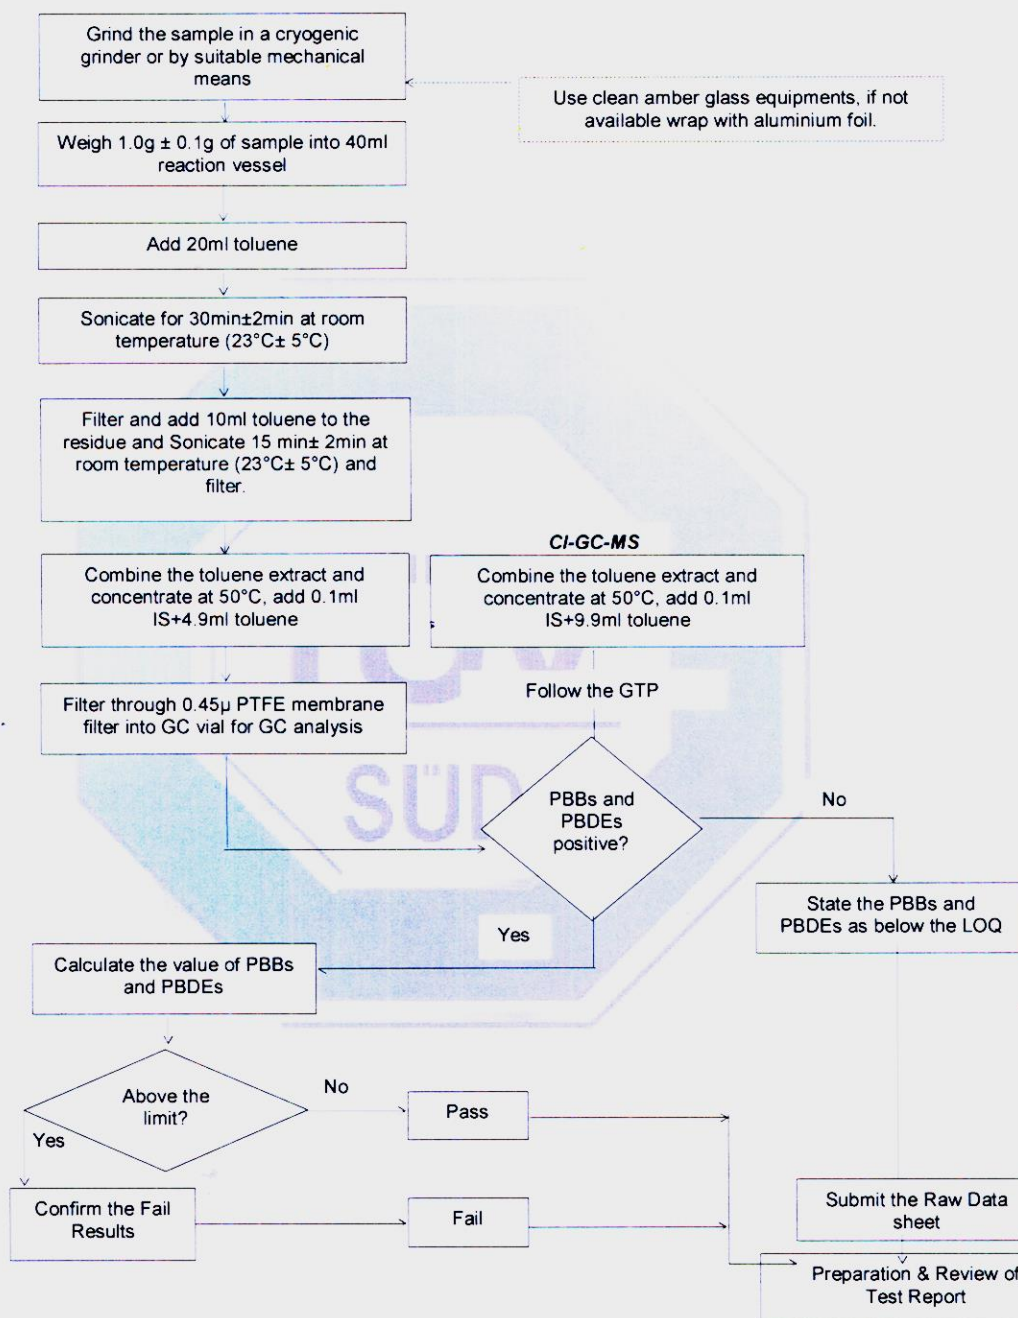 Grind the sample in a cryogenic
grinder or by suitable mechanical
means
Use clean amber glass equipments, if not
available wrap with aluminium foil.
Weigh 1.0g ± 0.1g of sample into 40ml
reaction vessel
Add 20ml toluene
Sonicate for 30min±2min at room
temperature (23°C± 5°C)
Filter and add 10ml toluene to the
residue and Sonicate 15 min± 2min at
room temperature (23°C± 5°C) and
filter.
Combine the toluene extract and
concentrate at 50°C, add 0.1ml
IS+4.9ml toluene
CI-GC-MS
Combine the toluene extract and
concentrate at 50°C, add 0.1ml
IS+9.9ml toluene
s
Filter through 0.45µ PTFE membrane
filter into GC vial for GC analysis
Follow the GTP
TÜV
SÜD
PBBs and
PBDEs
positive?
No
Yes
State the PBBs and
PBDEs as below the LOQ
Calculate the value of PBBs
and PBDEs
Above the
limit?
No
Pass
Yes
Confirm the Fail
Results
Fail
Submit the Raw Data
sheet
Preparation & Review of
Test Report